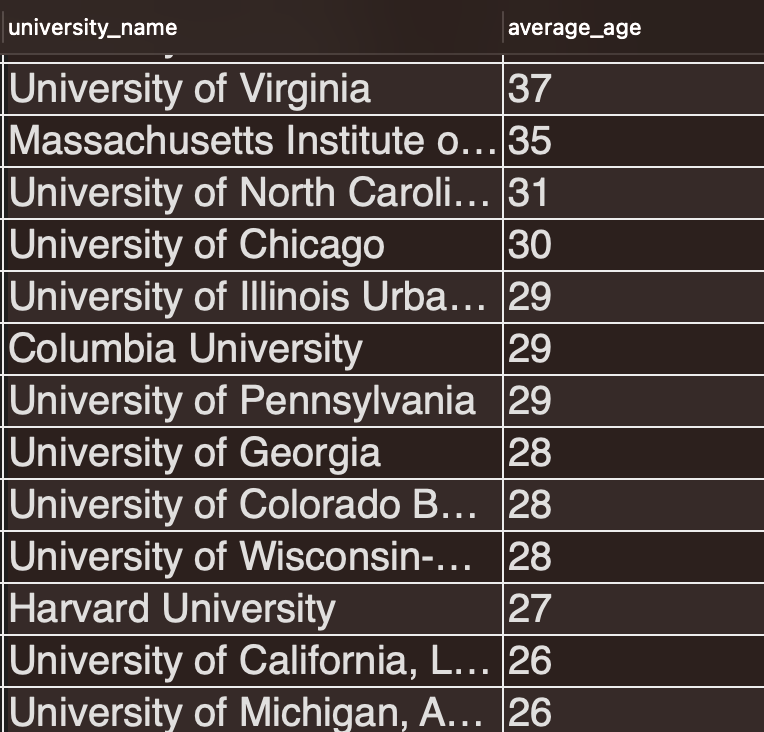 university_name average_age
University of Virginia 37
Massachusetts Institute o... 35
University of North Caroli... 31
University of Chicago 30
University of Illinois Urba... 29
Columbia University 29
University of Pennsylvania 29
University of Georgia 28
University of Colorado B... 28
University of Wisconsin-... 28
Harvard University 27
University of California, L... 26
University of Michigan, A... 26